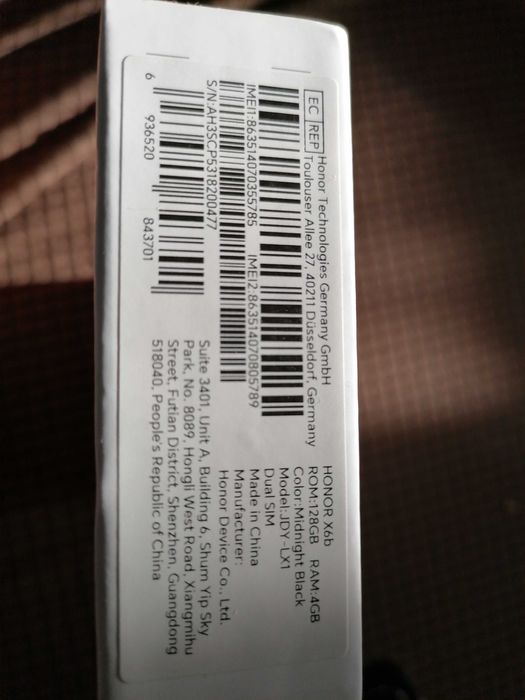 HONOR X6b
ROM:128GB RAM:4GB
Color:Midnight Black
Model:JDY-LX1
Dual SIM
Made in China
Manufacturer:
Honor Device Co., Ltd.
Suite 3401, Unit A, Building 6, Shum Yip Sky
Park, No. 8089, Hongli West Road, Xiangmihu
Street, Futian District, Shenzhen, Guangdong
518040, People's Republic of China
EC REP
Honor Technologies Germany GmbH
Toulouser Allee 27, 40211 Düsseldorf, Germany
IMEI1:863514070355785 IMEI2:863514070805789
S/N:AH3SCP5318200477
6 936520 843701